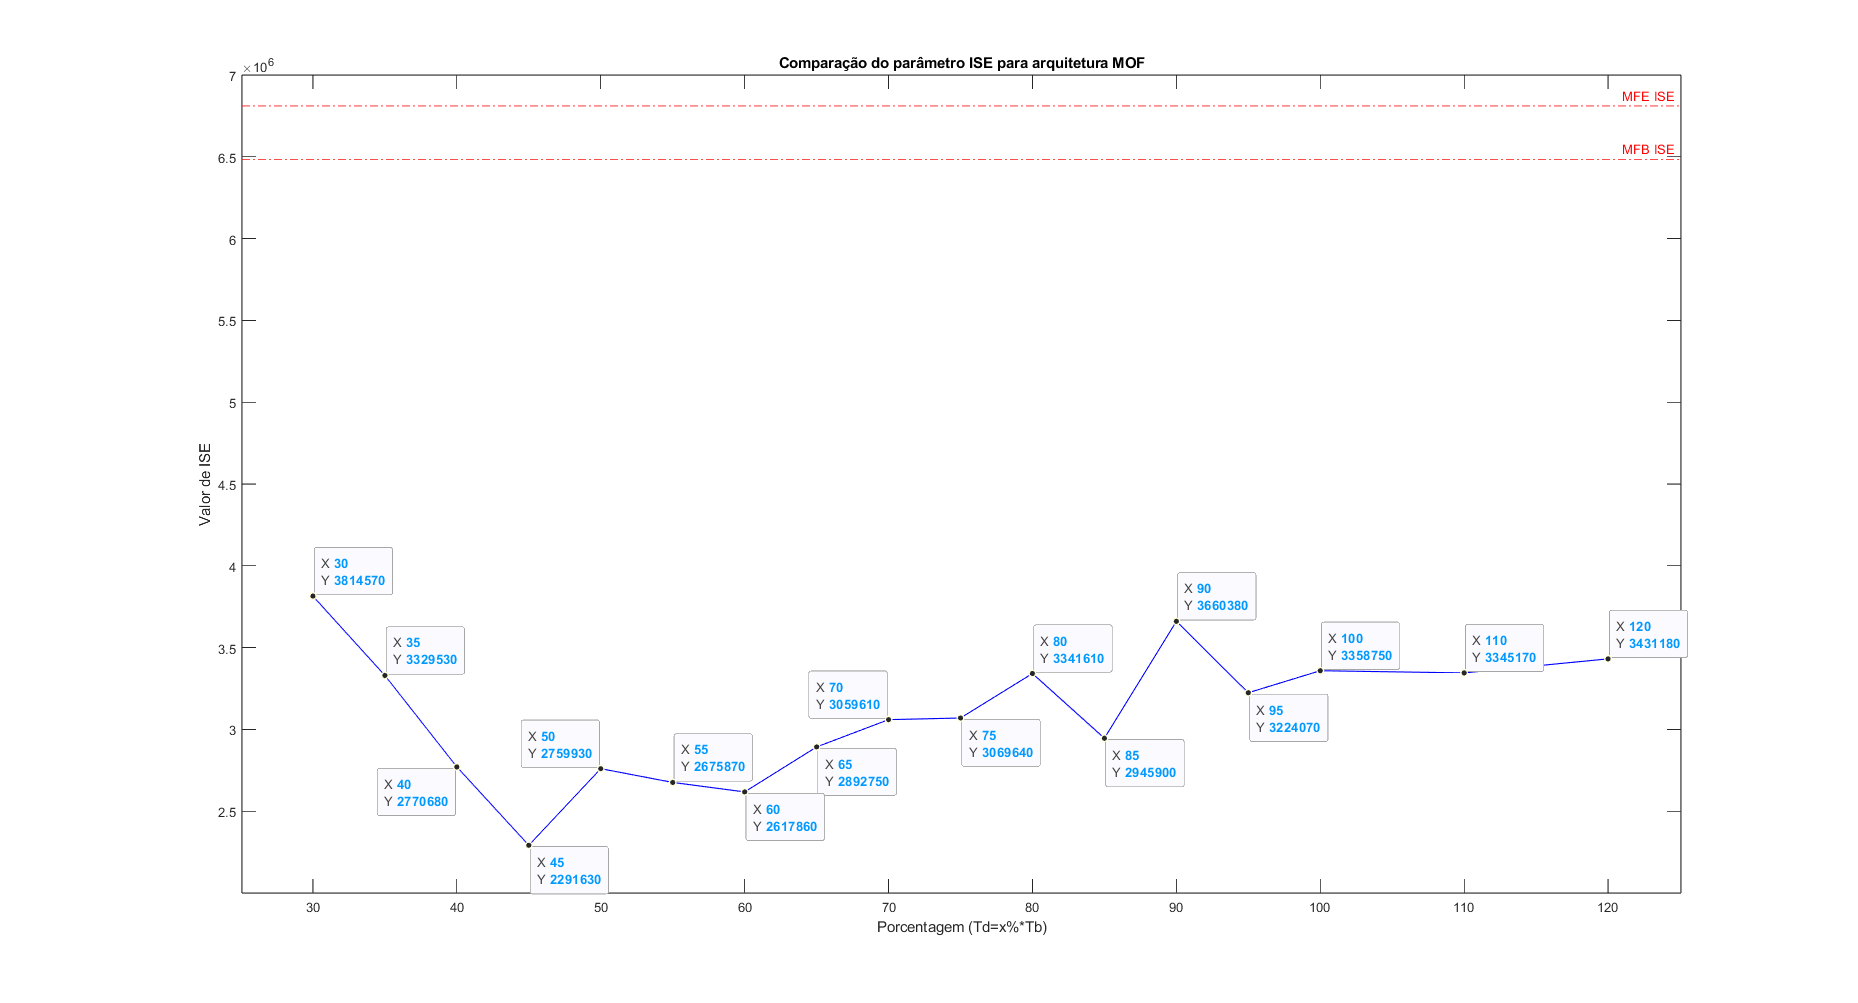 Comparação do parâmetro ISE para arquitetura MOF
×10^6
7
6.5
6
5.5
5
4.5
4
3.5
3
2.5
Valor de ISE
MFE ISE
MFB ISE
X 30
Y 3814570
X 35
Y 3329530
X 40
Y 2770680
X 45
Y 2291630
X 50
Y 2759930
X 55
Y 2675870
X 60
Y 2617860
X 65
Y 2892750
X 70
Y 3059610
X 75
Y 3069640
X 80
Y 3341610
X 85
Y 2945900
X 90
Y 3660380
X 95
Y 3224070
X 100
Y 3358750
X 110
Y 3345170
X 120
Y 3431180
30 40 50 60 70 80 90 100 110 120
Porcentagem (Td=x%*Tb)